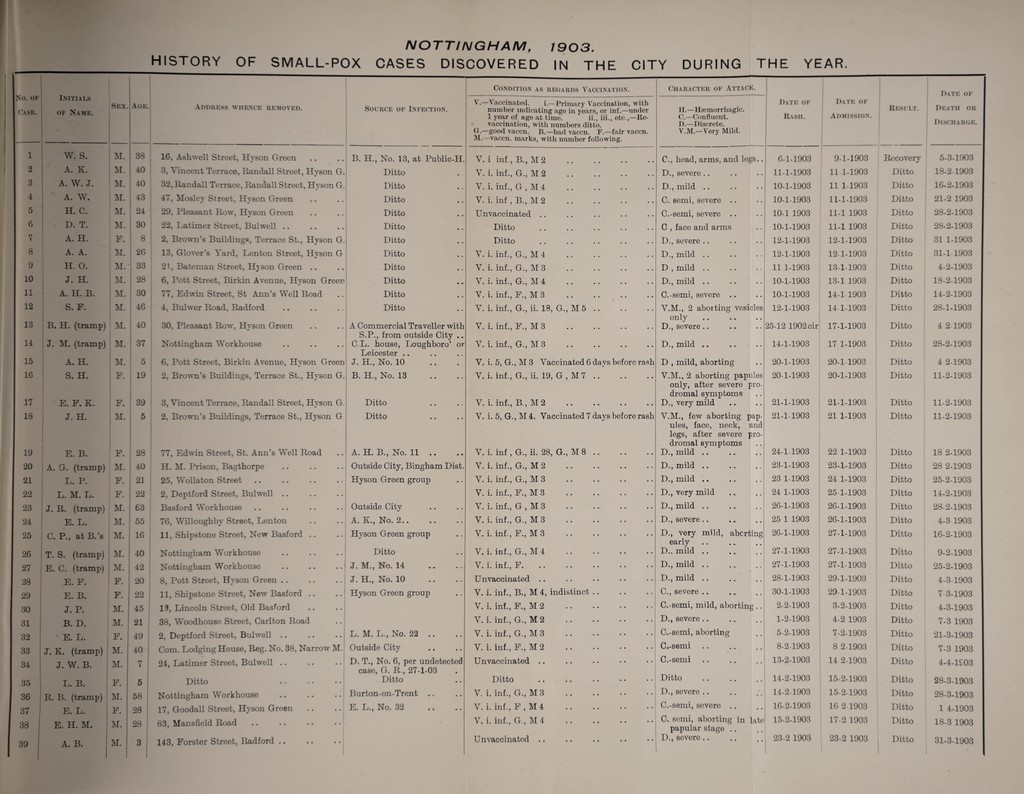 NOTTINGHAM, 1903.
HISTORY OF SMALL-POX CASES DISCOVERED IN THE CITY DURING THE YEAR.
No. of Case. | Initials of Name. | Sex. | Age. | Address whence removed. | Source of Infection. | Condition as regards Vaccination. | Character of Attack. | Date of Rash. | Date of Admission. | Result. | Date of Death or Discharge.
V.—Vaccinated. i.—Primary Vaccination, with
number indicating age in years, or inf.—under
1 year of age at time. ii., iii., etc.,—Re-
vaccination, with numbers ditto.
G.—good vaccn. B.—bad vaccn. F.—fair vaccn.
M.—vaccn. marks, with number following.
H.—Hæmorrhagic.
C.—Confluent.
D.—Discrete.
V.M.—Very Mild.
1 W. S. M. 38 16, Ashwell Street, Hyson Green .. .. B. H., No. 13, at Public-H. V. i inf., B., M 2 .. .. .. .. C., head, arms, and legs.. 6-1-1903 9-1-1903 Recovery 5-3-1903
2 A. K. M. 40 3, Vincent Terrace, Randall Street, Hyson G. Ditto . V. i. inf., G., M 2 .. .. .. .. D., severe .. .. .. 11-1-1903 11 1-1903 Ditto 18-2-1903
3 A. W. J. M. 40 32, Randall Terrace, Randall Street, Hyson G. Ditto .. V. i. inf., G , M 4 .. .. .. .. D., mild .. .. .. 10-1-1903 11 1 1903 Ditto 16-2-1903
4 A. W. M. 43 47, Mosley Street, Hyson Green .. Ditto .. V. i. inf , B., M 2 .. .. .. .. C. semi, severe .. .. 10-1-1903 11-1-1903 Ditto 21-2 1903
5 H. C. M. 24 29, Pleasant Row, Hyson Green .. Ditto .. Unvaccinated .. .. .. .. .. C.-semi, severe .. .. 10-1 1903 11-1 1903 Ditto 28-2-1903
6 D. T. M. 30 22, Latimer Street, Bulwell .. .. .. Ditto .. Ditto .. .. .. .. .. C , face and arms .. 10-1-1903 11-1 1903 Ditto 28-2-1903
7 A. H. F. 8 2, Brown's Buildings, Terrace St., Hyson G. Ditto .. Ditto .. .. .. .. .. D., severe .. .. .. 12-1-1903 12-1-1903 Ditto 31 1-1903
8 A. A. M. 26 13, Glover's Yard, Lenton Street, Hyson G Ditto .. V. i. inf., G., M 4 .. .. .. .. D., mild .. .. .. 12-1-1903 12 1-1903 Ditto 31-1 1903
9 H. O. M. 33 21, Bateman Street, Hyson Green .. .. Ditto .. V. i. inf., G., M 3 .. .. .. .. D , mild .. .. .. 11 1-1903 13-1-1903 Ditto 4-2-1903
10 J. H. M. 28 6, Pott Street, Birkin Avenue, Hyson Green Ditto .. V. i. inf., G., M 4 .. .. .. .. D., mild .. .. .. 10-1-1903 13-1 1903 Ditto 18-2-1903
11 A. H. B. M. 30 77, Edwin Street, St Ann's Well Road .. Ditto .. V. i. inf., F., M 3 .. .. .. .. C.-semi, severe .. .. 10-1-1903 14-1-1903 Ditto 14-2-1903
12 S. F. M. 46 4, Bulwer Road, Radford .. .. .. Ditto .. V. i. inf., G., ii. 18, G., M 5 .. .. .. V.M., 2 aborting vesicles 12-1-1903 14-1-1903 Ditto 28-1-1903
only .. .. ..
13 B. H. (tramp) M. 40 30, Pleasant Row, Hyson Green .. .. A Commercial Traveller with V. i. inf., F., M 3 .. .. .. .. D., severe .. .. .. 25-12 1902 cir 17-1-1903 Ditto 4 2-1903
S.P., from outside City ..
14 J. M. (tramp) M. 37 Nottingham Workhouse .. .. .. C.L. house, Loughboro' or V. i. inf., G., M 3 .. .. .. .. D., mild .. .. .. 14-1-1903 17 1-1903 Ditto 28-2-1903
Leicester .. .. .
15 A. H. M. 5 6, Pott Street, Birkin Avenue, Hyson Green J. H., No. 10 .. . V. i. 5, G., M 3 Vaccinated 6 days before rash D , mild, aborting .. 20-1-1903 20-1-1903 Ditto 4 2-1903
16 S. H. F. 19 2, Brown's Buildings, Terrace St., Hyson G. B. H., No. 13 .. .. V. i. inf., G., ii. 19, G , M 7 .. .. .. V.M., 2 aborting papules 20-1-1903 20-1-1903 Ditto 11-2-1903
only, after severe pro-
dromal symptoms ..
17 E. F. K. F. 39 3, Vincent Terrace, Randall Street, Hyson G. Ditto .. .. V. i. inf., B., M 2 .. .. .. .. D., very mild .. .. 21-1-1903 21-1-1903 Ditto 11-2-1903
18 J. H. M. 5 2, Brown's Buildings, Terrace St., Hyson G Ditto .. .. V. i. 5, G., M 4. Vaccinated 7 days before rash V.M., few aborting pap- 21-1-1903 21 1-1903 Ditto 11-2-1903
ules, face, neck, and
legs, after severe pro-
dromal symptoms ..
19 E. B. F. 28 77, Edwin Street, St. Ann's Well Road .. A. H. B., No. 11 .. .. V. i. inf , G., ii. 28, G., M 8 .. .. .. D., mild .. .. .. 24-1 1903 22 1-1903 Ditto 18 2-1903
20 A. G. (tramp) M. 40 H. M. Prison, Bagthorpe .. .. .. Outside City, Bingham Dist. V. i. inf., G., M 2 .. .. .. .. D., mild .. .. .. 23-1-1903 23-1-1903 Ditto 28 2-1903
21 L. P. F. 21 25, Wollaton Street .. .. .. .. Hyson Green group .. V. i. inf., G., M 3 .. .. .. .. D., mild .. .. .. 23 1-1903 24 1-1903 Ditto 25-2-1903
22 L. M. L. F. 22 2, Deptford Street, Bulwell .. .. .. V. i. inf., F., M 3 .. .. .. .. D., very mild .. .. 24 1-1903 25-1-1903 Ditto 14-2-1903
23 J. R. (tramp) M. 63 Basford Workhouse .. .. .. .. Outside City .. .. V. i. inf., G , M 3 .. .. .. .. D., mild .. .. .. 26-1-1903 26-1-1903 Ditto 28-2-1903
24 E. L. M. 55 76, Willoughby Street, Lenton .. .. A. K., No. 2.. .. .. V. i. inf., G., M 3 .. .. .. .. D., severe .. .. .. 25 1 1903 26-1-1903 Ditto 4-3 1903
25 C. P., at B.'s M. 16 11, Shipstone Street, New Basford .. .. Hyson Green group .. V. i. inf., F., M 3 .. .. .. .. D., very mild, aborting 26-1-1903 27-1-1903 Ditto 16-2-1903
early .. .. ..
26 T. S. (tramp) M. 40 Nottingham Workhouse .. .. .. Ditto .. V. i. inf., G., M 4 .. .. .. .. D.. mild .. .. .. 27-1-1903 27-1-1903 Ditto 9-2-1903
27 E. C. (tramp) M. 42 Nottingham Workhouse .. .. .. J. M., No. 14 .. .. V. i. inf., F. .. .. .. .. .. D., mild .. .. .. 27-1-1903 27-1-1903 Ditto 25-2-1903
28 E. F. F. 20 8, Pott Street, Hyson Green .. .. .. J. H., No. 10 .. .. Unvaccinated .. .. .. .. .. D., mild .. .. .. 28-1-1903 29-1-1903 Ditto 4-3-1903
29 E. B. F. 22 11, Shipstone Street, New Basford .. .. Hyson Green group .. V. i. inf., B., M 4, indistinct .. .. .. C., severe .. .. .. 30-1-1903 29-1-1903 Ditto 7 3-1903
30 J. P. M. 45 13, Lincoln Street, Old Basford .. .. V. i. inf., F., M 2 .. .. .. .. C.-semi, mild, aborting .. 2-2-1903 3-2-1903 Ditto 4-3-1903
31 B. D. M. 21 38, Woodhouse Street, Carlton Road .. V. i. inf., G., M 2 .. .. .. .. D., severe .. .. .. 1-2-1903 4-2 1903 Ditto 7-3 1903
32 E. L. F. 49 2, Deptford Street, Bulwell .. .. .. L. M. L., No. 22 .. .. V. i. inf., G., M 3 .. .. .. .. C.-semi, aborting .. 5-2-1903 7-2-1903 Ditto 21-3-1903
33 J. K. (tramp) M. 40 Com. Lodging House, Reg. No. 38, Narrow M. Outside City .. .. V. i. inf., F., M 2 .. .. .. .. C.-semi .. .. .. 8-2-1903 8 2-1903 Ditto 7-3 1903
34 J. W. B. M. 7 24, Latimer Street, Bulwell .. .. .. D. T., No. 6, per undetected Unvaccinated .. .. .. .. .. C.-semi .. .. .. 13-2-1903 14 2-1903 Ditto 4-4-1903
case, G. R., 27-1-03 .
35 L. B. F. 5 Ditto .. .. .. Ditto .. Ditto .. .. .. .. .. Ditto .. .. .. 14-2-1903 15-2-1903 Ditto 28-3-1903
36 R. B. (tramp) M. 58 Nottingham Workhouse .. .. .. Burton-on-Trent .. .. V. i. inf., G., M 3 .. .. .. .. D., severe .. .. .. 14-2-1903 15-2-1903 Ditto 28-3-1903
37 E. L. F. 28 17, Goodall Street, Hyson Green .. .. E. L., No. 32 .. .. V. i. inf., F , M 4 .. .. .. .. C.-semi, severe .. .. 16-2-1903 16 2-1903 Ditto 1 4-1903
38 E. H. M. M. 28 83, Mansfield Road .. .. .. .. V. i. inf., G., M 4 .. .. .. .. C. semi, aborting in late 15-2-1903 17-2 1903 Ditto 18-3 1903
papular stage .. ..
39 A. B. M. 3 143, Forster Street, Radford .. .. .. Unvaccinated .. .. .. .. .. D., severe .. .. .. 23-2 1903 23-2 1903 Ditto 31-3-1903